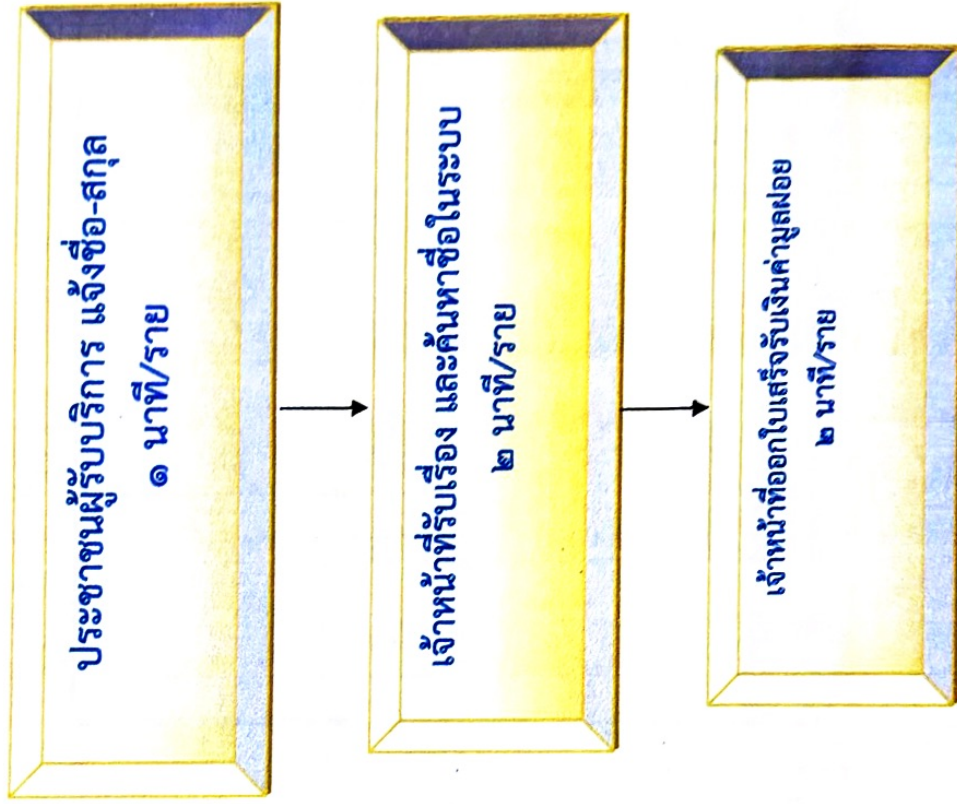 ประชาชนผู้รับบริการ แจ้งชื่อ-สกุล
๑ นาที/ราย
เจ้าหน้าที่รับเรื่อง และค้นหาชื่อในระบบ
๒ นาที/ราย
เจ้าหน้าที่ออกใบเสร็จรับเงินค่ามูลฝอย
๒ นาที/ราย